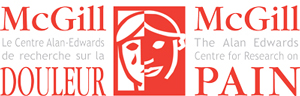 McGill
Le Centre Alan-Edwards
de recherche sur la
DOULEUR
McGill
The Alan Edwards
Centre for Research on
PAIN